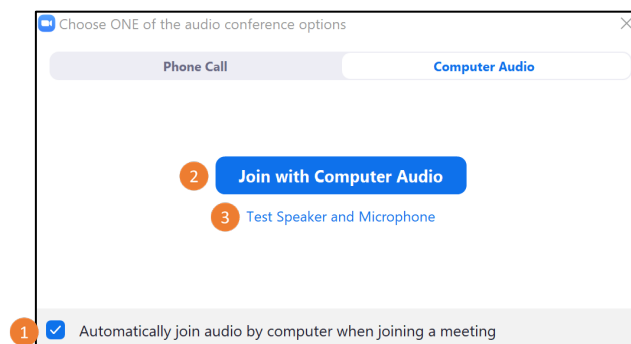 Choose ONE of the audio conference options
Phone Call
Computer Audio
2
Join with Computer Audio
3
Test Speaker and Microphone
1
Automatically join audio by computer when joining a meeting